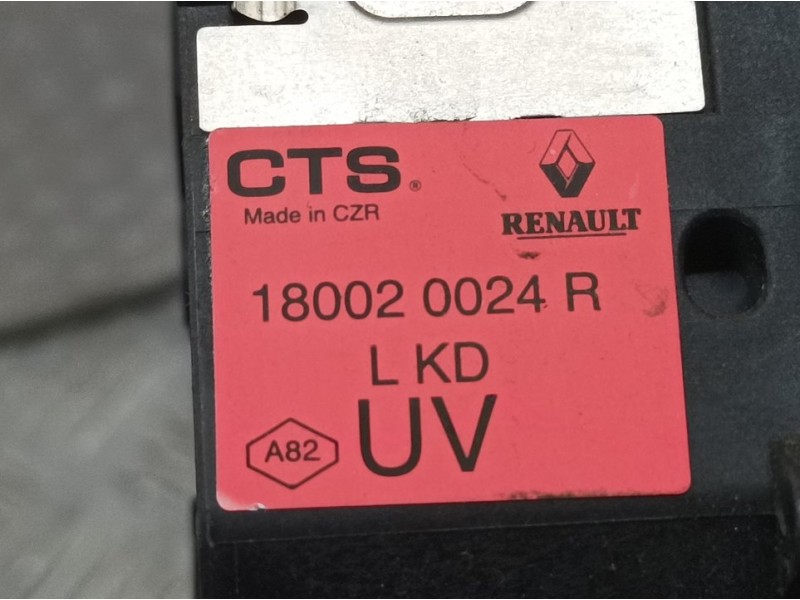 CTS®
Made in CZR
RENAULT
18002 0024 R
L KD
A82 UV